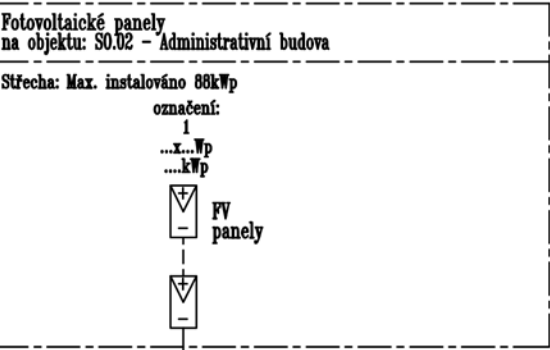 Fotovoltaické panely
na objektu: SO.02 - Administrativní budova
Střecha: Max. instalováno 88kWp
označení:
1
...x...Wp
....kWp
+
FV
-
panely
+
-